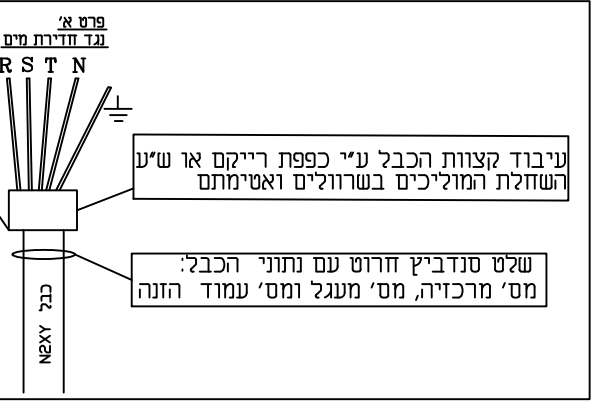 פרט א'
נגד חדירת מים
R S T N
עיבוד קצוות הכבל ע"י כפפת רייקם או ש"ע
השחלת המוליכים בשרוולים ואטימתם
שלט סנדביץ חרוט עם נתוני הכבל:
מס' מרכזיה, מס' מעגל ומס' עמוד הזנה
כבל N2XY